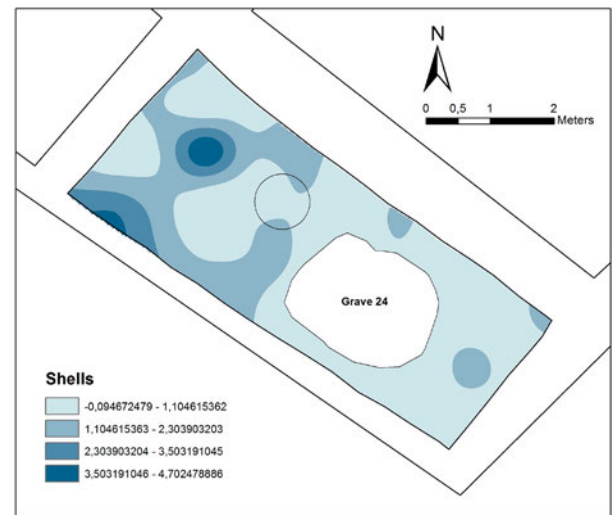 N
0 0,5 1 2
Meters
Grave 24
Shells
-0,094672479 - 1,104615362
1,104615363 - 2,303903203
2,303903204 - 3,503191045
3,503191046 - 4,702478886